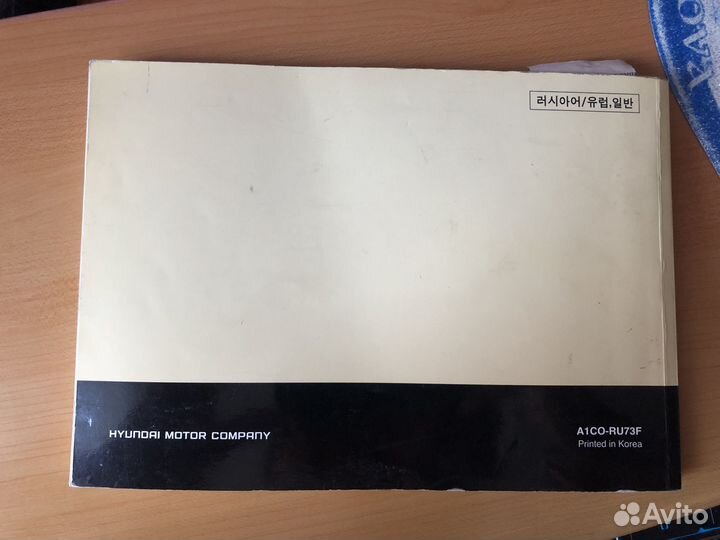 러시아어/유럽,일반
HYUNDAI MOTOR COMPANY
A1CO-RU73F
Printed in Korea
Avito